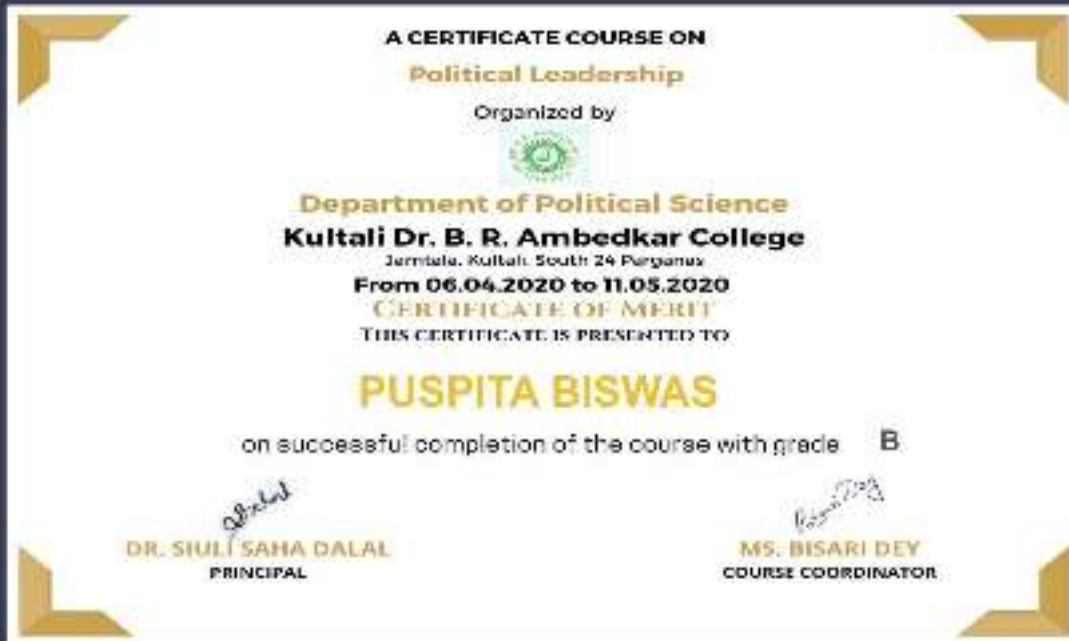 A CERTIFICATE COURSE ON
Political Leadership
Organized by
Department of Political Science
Kultali Dr. B. R. Ambedkar College
Jamtala, Kultali, South 24 Parganas
From 06.04.2020 to 11.05.2020
CERTIFICATE OF MERIT
THIS CERTIFICATE IS PRESENTED TO
PUSPITA BISWAS
on successful completion of the course with grade B
DR. SIULI SAHA DALAL
PRINCIPAL
MS. BISARI DEY
COURSE COORDINATOR